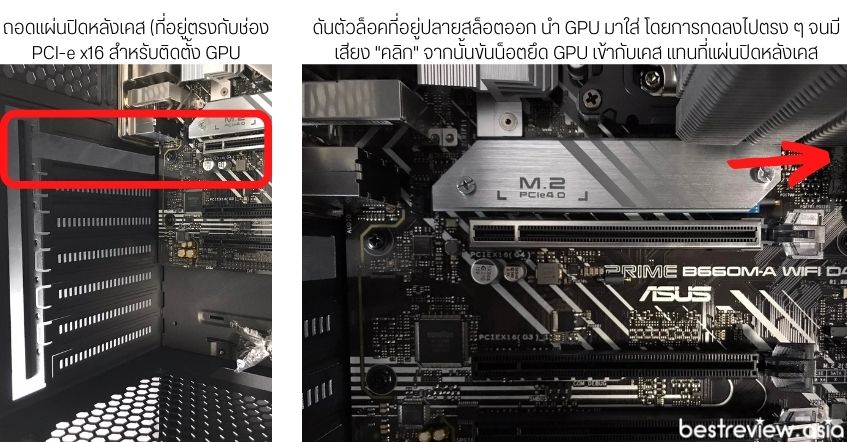 ถอดแผ่นปิดหลังเคส (ที่อยู่ตรงกับช่อง
PCI-e x16 สำหรับติดตั้ง GPU
ดันตัวล็อคที่อยู่ปลายสล็อตออก นำ GPU มาใส่ โดยการกดลงไปตรง ๆ จนมี
เสียง "คลิก" จากนั้นขันน็อตยึด GPU เข้ากับเคส แทนที่แผ่นปิดหลังเคส
M.2
PCIe4.0
M.2
PCIe4.0
PCIEX16(G4)
PRIME B660M-A WIFI D4
ASUS
PCIEX16(G3)
COM DEBUG
bestreview.asia